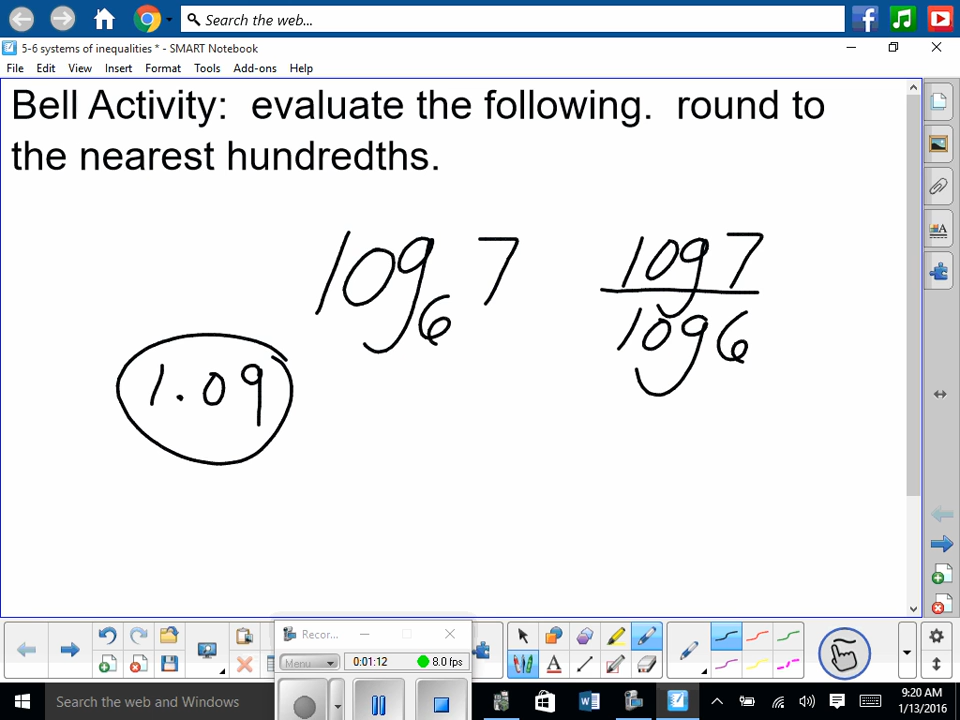 Search the web...
5-6 systems of inequalities * - SMART Notebook
File Edit View Insert Format Tools Add-ons Help
Bell Activity: evaluate the following. round to
the nearest hundredths.
log₆ 7
log 7
log 6
1.09
Recor...
Menu 0:01:12 8.0 fps
Search the web and Windows
9:20 AM
1/13/2016